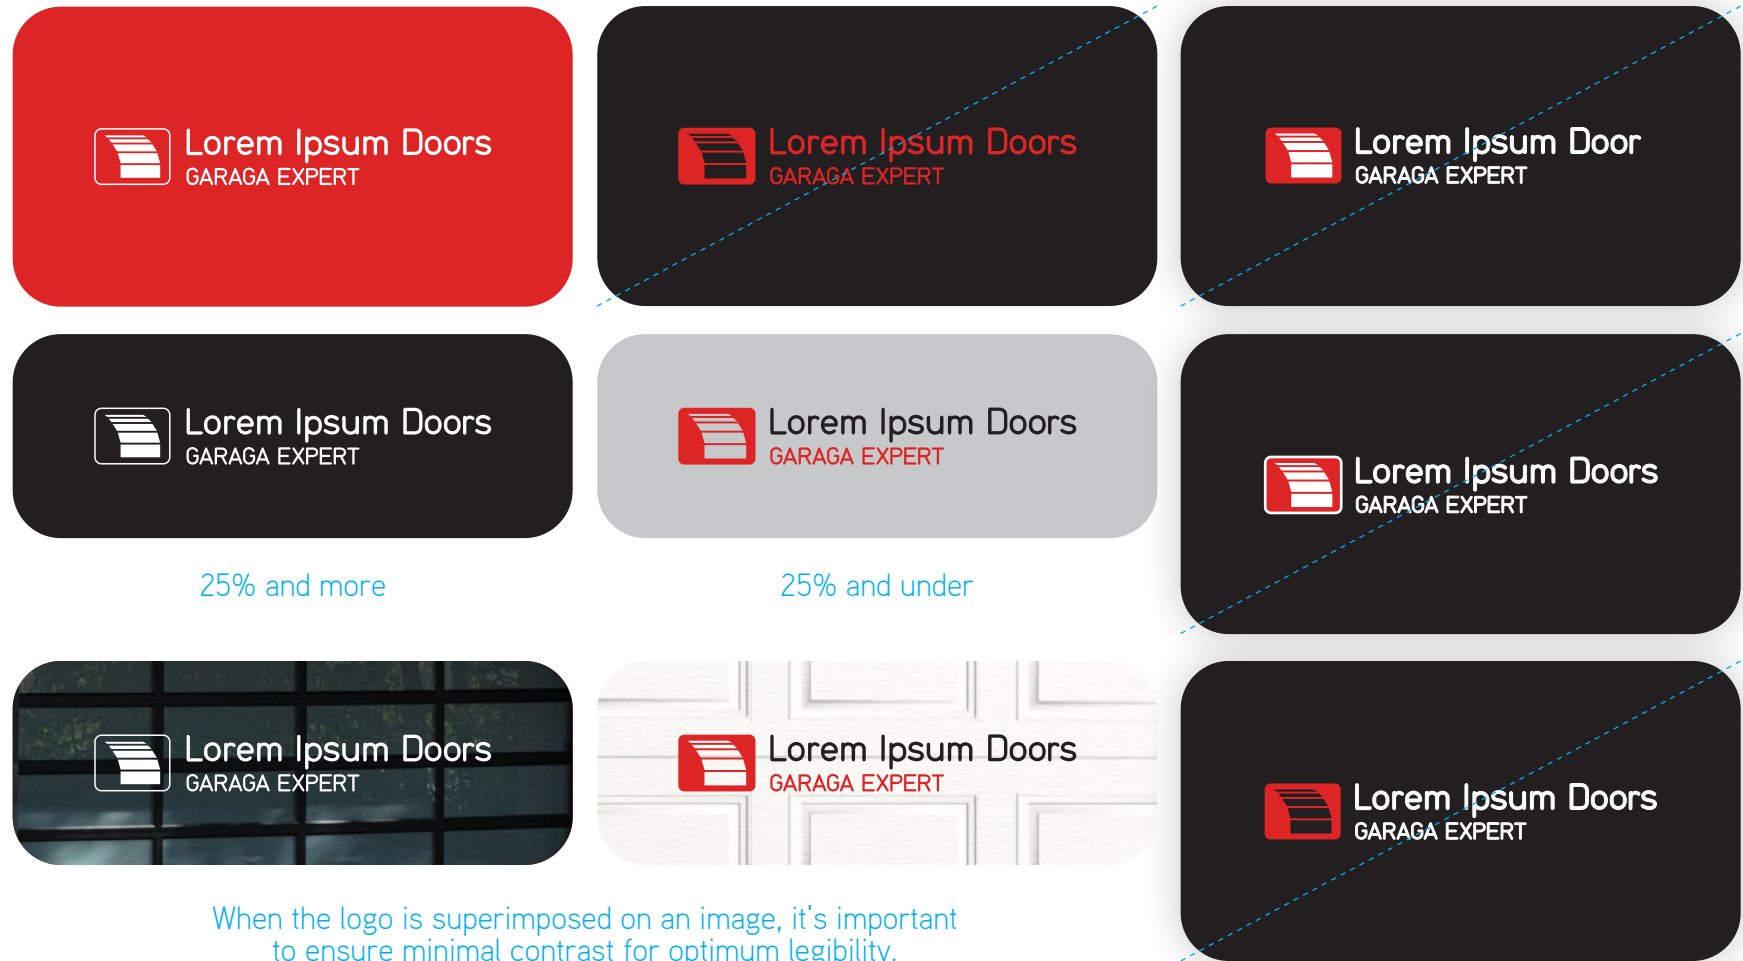 Lorem Ipsum Doors
GARAGA EXPERT
Lorem Ipsum Doors
GARAGA EXPERT
Lorem Ipsum Door
GARAGA EXPERT
Lorem Ipsum Doors
GARAGA EXPERT
Lorem Ipsum Doors
GARAGA EXPERT
Lorem Ipsum Doors
GARAGA EXPERT
25% and more
25% and under
Lorem Ipsum Doors
GARAGA EXPERT
Lorem Ipsum Doors
GARAGA EXPERT
Lorem Ipsum Doors
GARAGA EXPERT
When the logo is superimposed on an image, it's important
to ensure minimal contrast for optimum legibility.